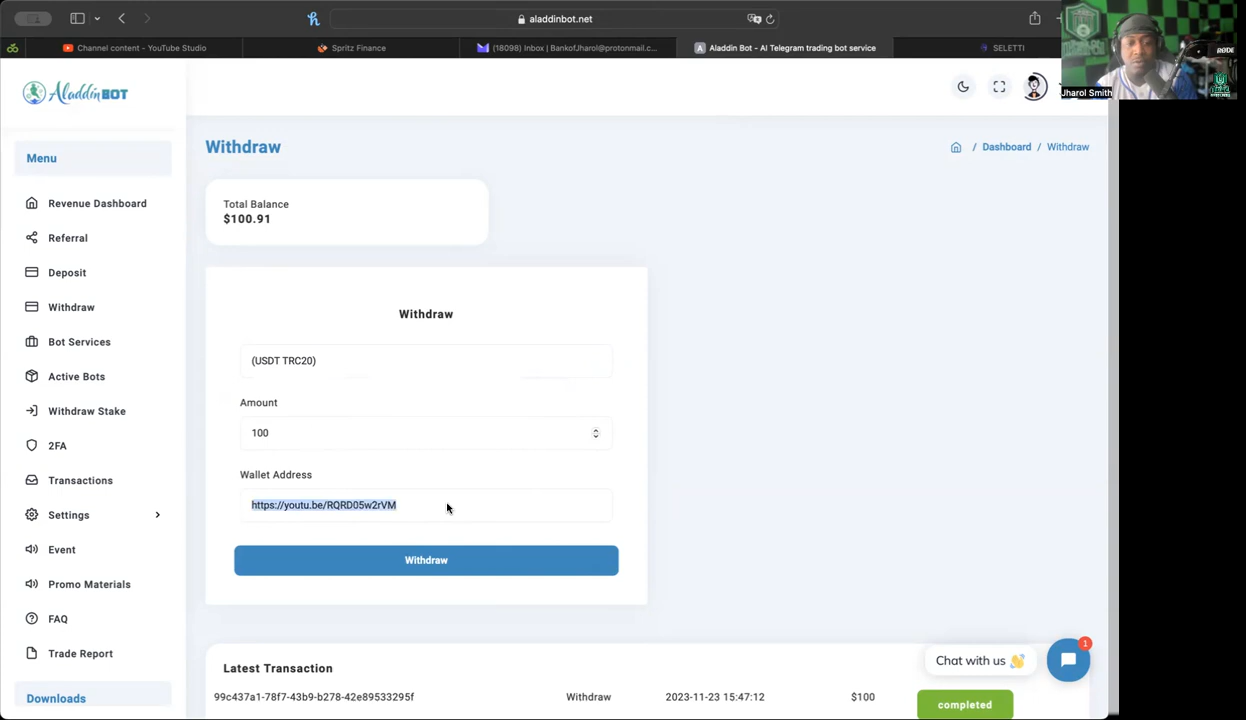 aladdinbot.net
Channel content - YouTube Studio
Spritz Finance
(18098) Inbox | BankofJharol@protonmail.c...
Aladdin Bot - AI Telegram trading bot service
SELETTI
RØDE
Jharol Smith
Aladdin BOT
Menu
Revenue Dashboard
Referral
Deposit
Withdraw
Bot Services
Active Bots
Withdraw Stake
2FA
Transactions
Settings
Event
Promo Materials
FAQ
Trade Report
Downloads
Withdraw
/ Dashboard / Withdraw
Total Balance
$100.91
Withdraw
(USDT TRC20)
Amount
100
Wallet Address
https://youtu.be/RQRD05w2rVM
Withdraw
Latest Transaction
99c437a1-78f7-43b9-b278-42e89533295f Withdraw 2023-11-23 15:47:12 $100 completed
Chat with us 👋
1